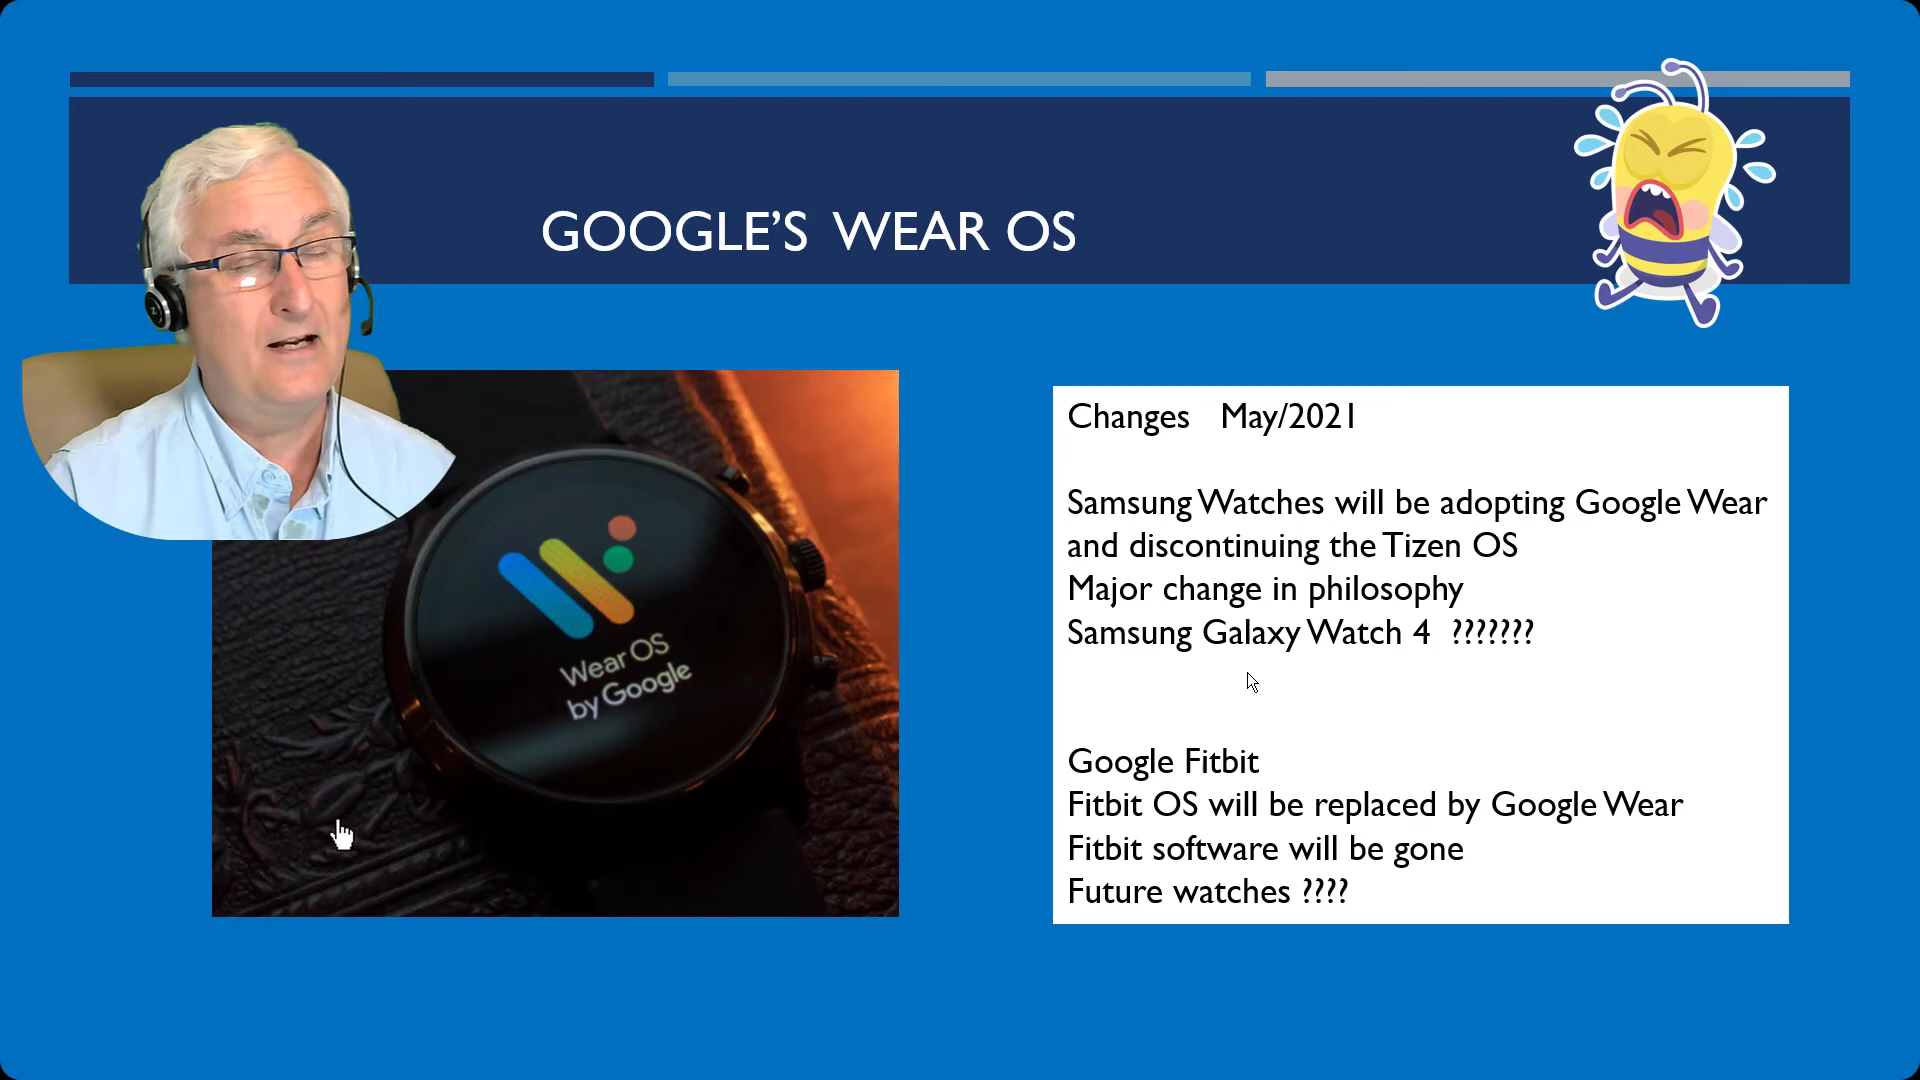 GOOGLE’S WEAR OS
Wear OS
by Google
Changes May/2021
Samsung Watches will be adopting Google Wear
and discontinuing the Tizen OS
Major change in philosophy
Samsung Galaxy Watch 4 ???????
Google Fitbit
Fitbit OS will be replaced by Google Wear
Fitbit software will be gone
Future watches ????